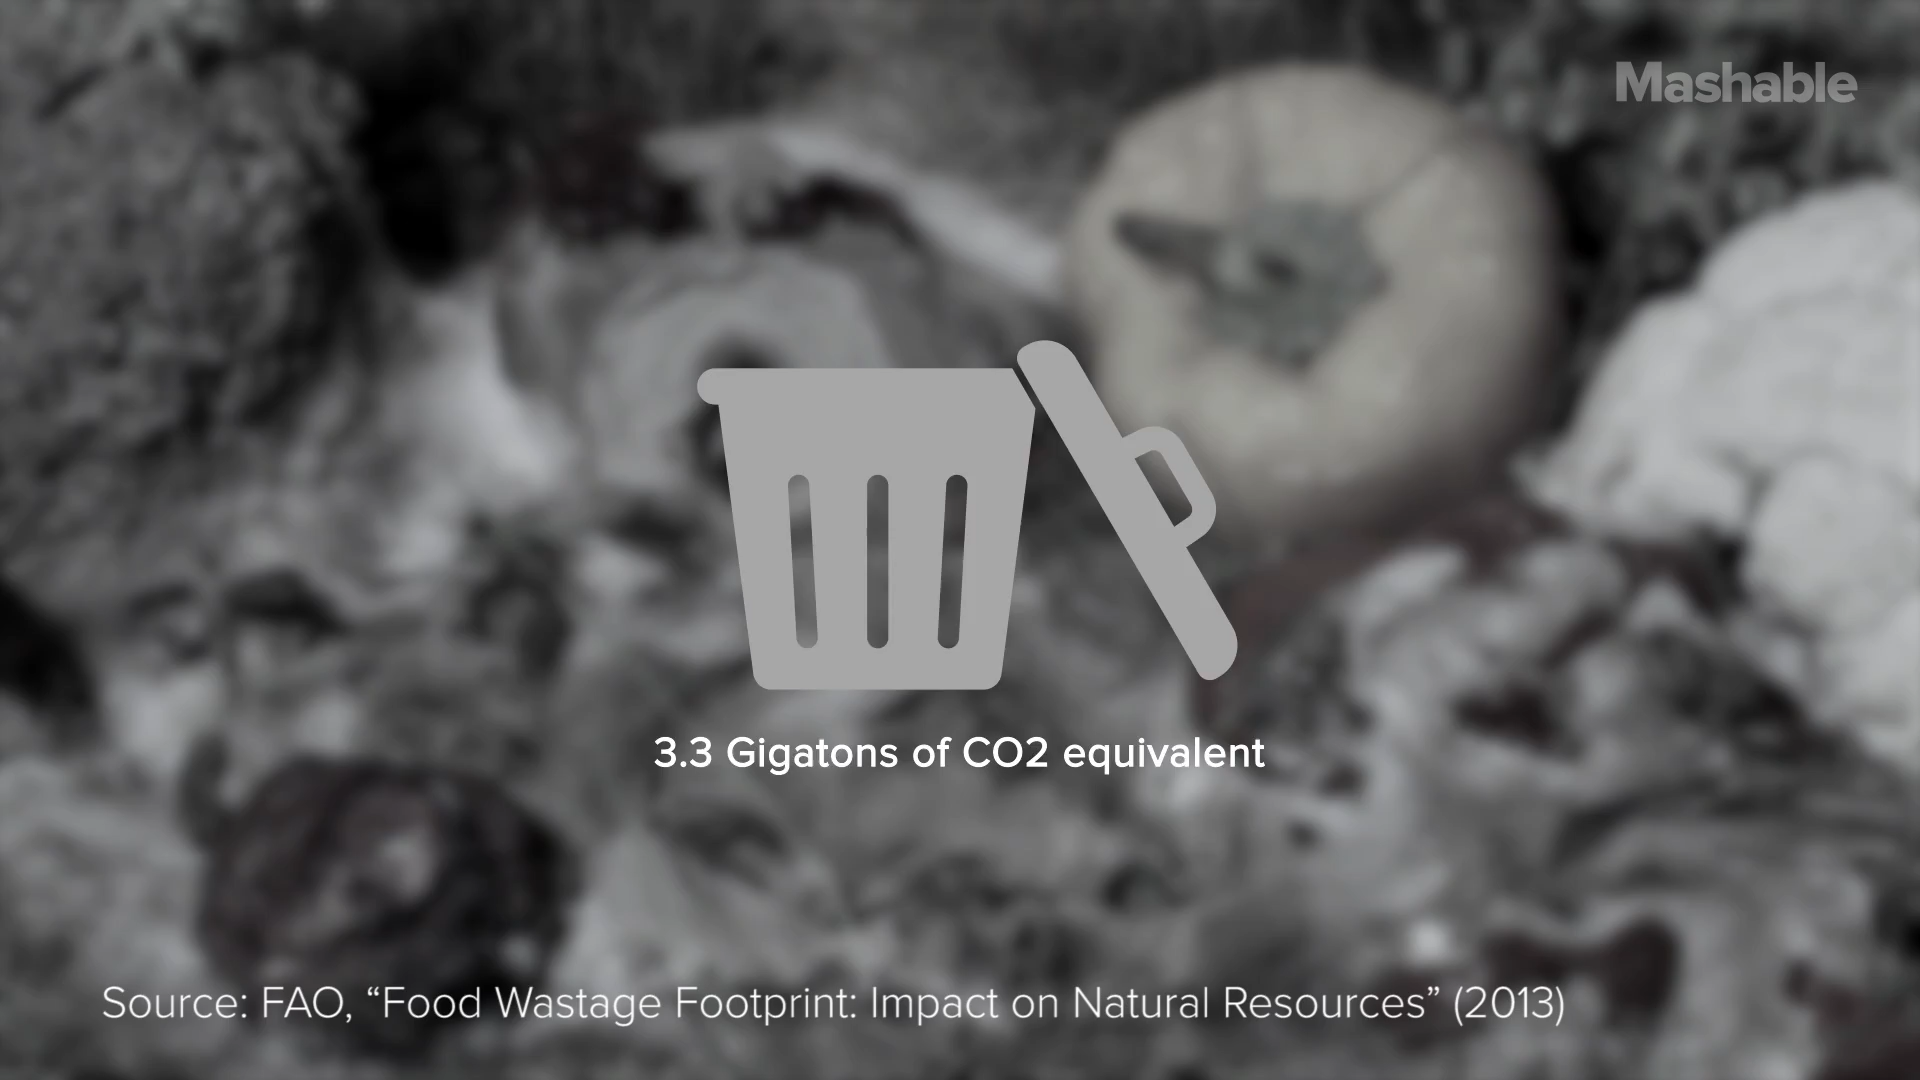 Mashable
3.3 Gigatons of CO2 equivalent
Source: FAO, “Food Wastage Footprint: Impact on Natural Resources” (2013)